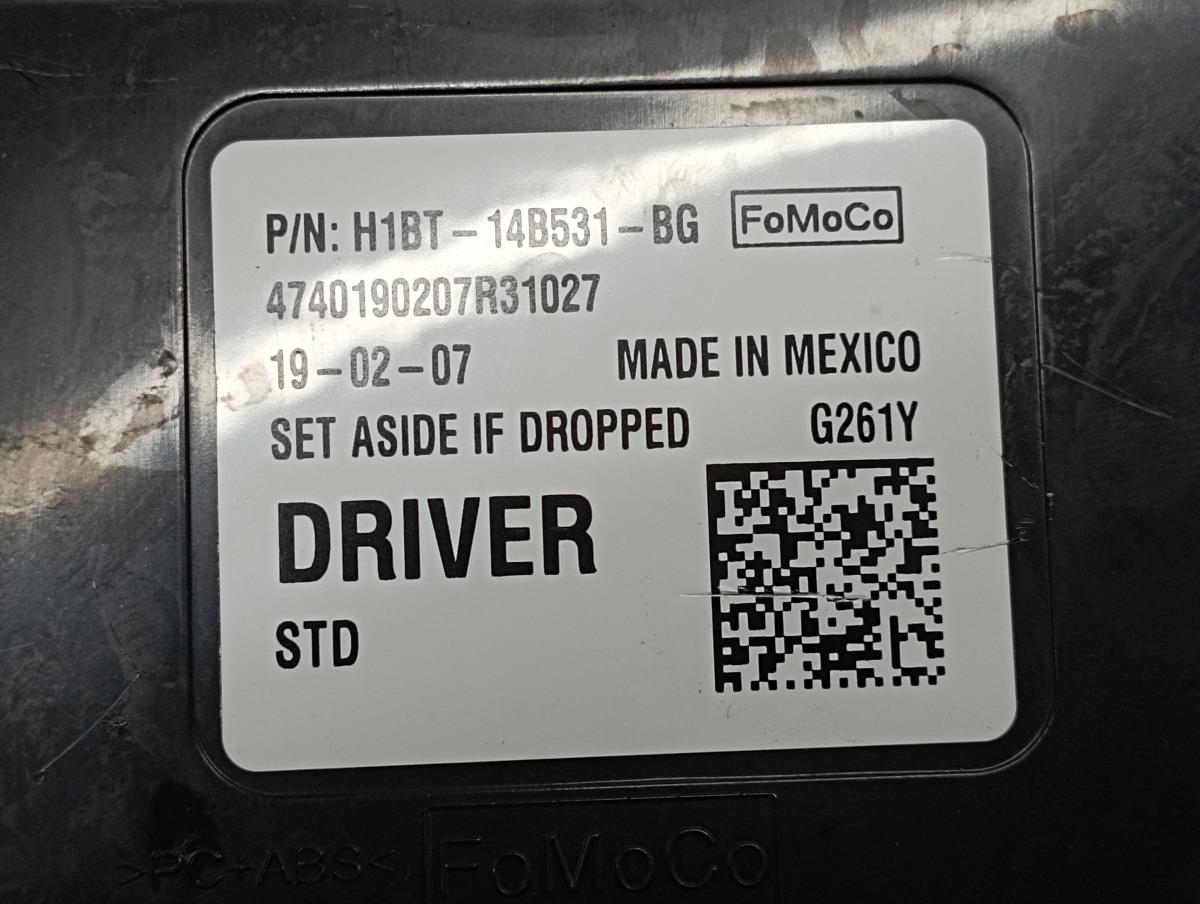 P/N: H1BT-14B531-BG FoMoCo
4740190207R31027
19-02-07 MADE IN MEXICO
SET ASIDE IF DROPPED G261Y
DRIVER
STD
>PC+ABS< FoMoCo